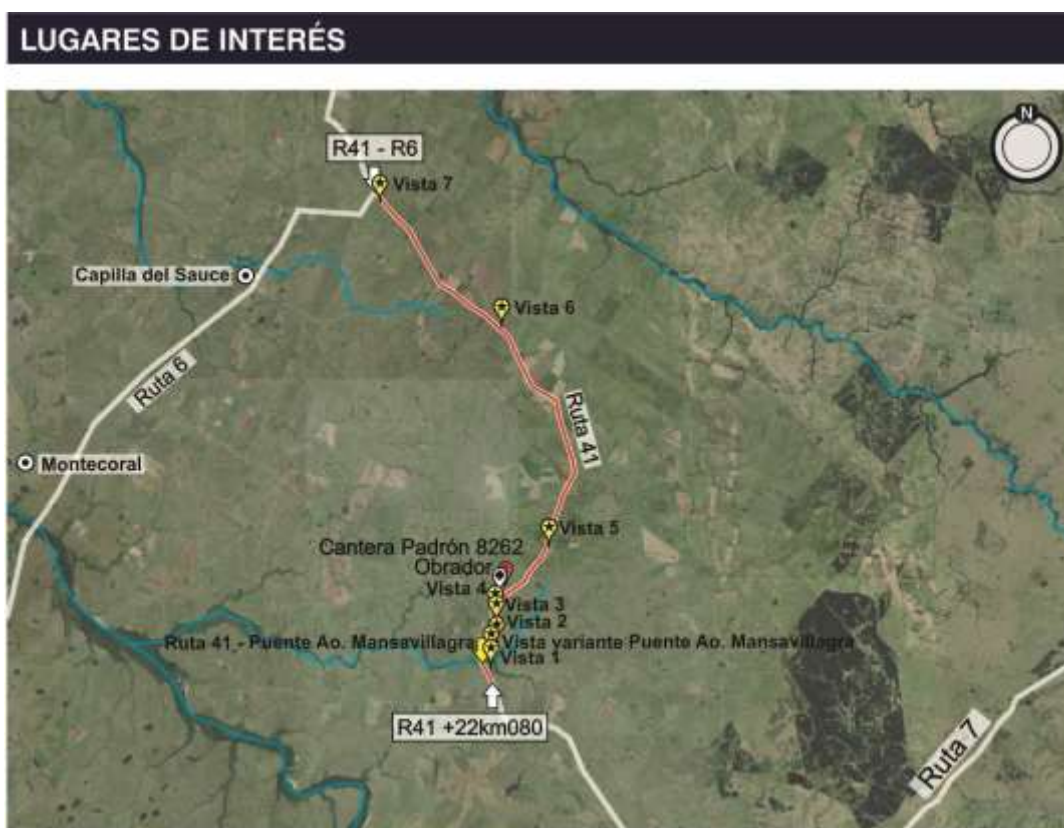 LUGARES DE INTERÉS
N
R41 - R6
Vista 7
Capilla del Sauce
Vista 6
Ruta 6
Ruta 41
Montecoral
Vista 5
Cantera Padrón 8262
Obrador
Vista 4
Vista 3
Vista 2
Ruta 41 - Puente Ao. Mansavillagra
Vista variante Puente Ao. Mansavillagra
Vista 1
R41 +22km080
Ruta 7